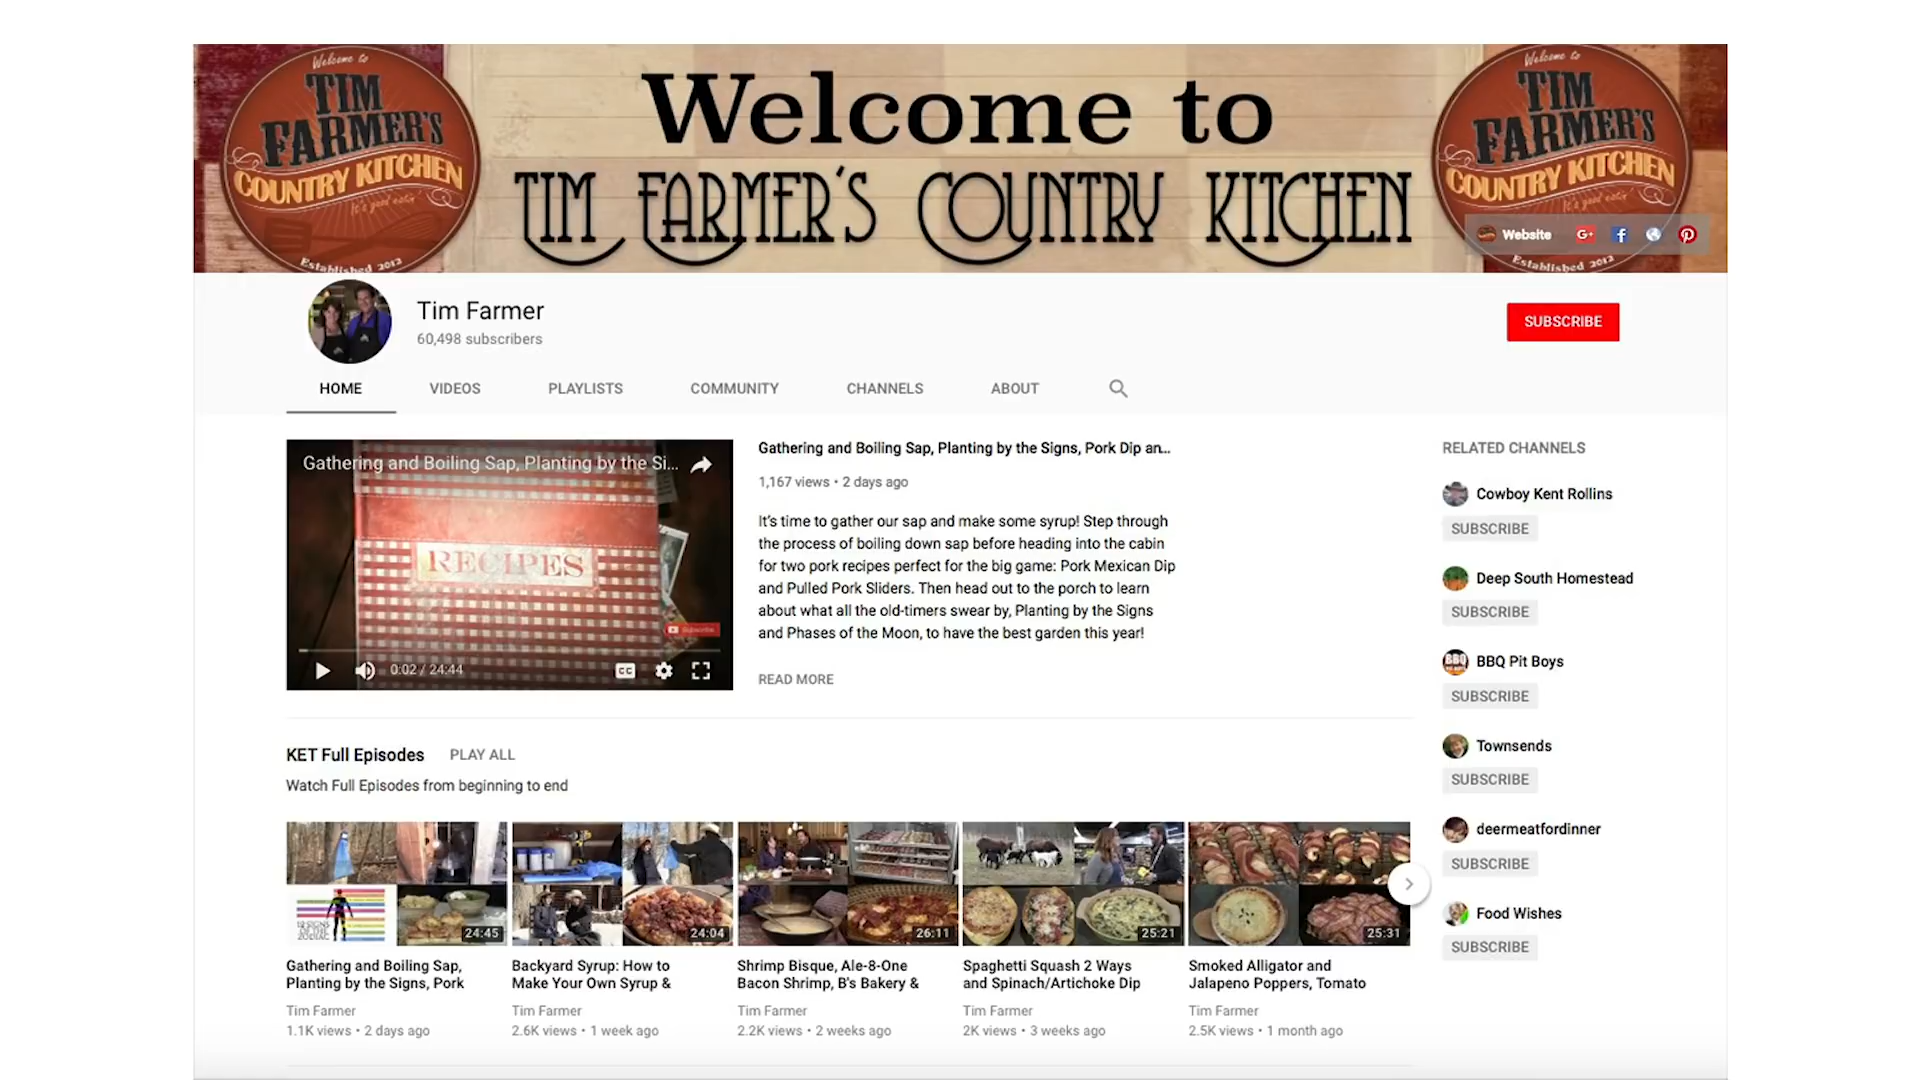 Welcome to
TIM
FARMER'S
COUNTRY KITCHEN
It's good eatin'
Established 2012
Welcome to
TIM FARMER'S COUNTRY KITCHEN
Welcome to
TIM
FARMER'S
COUNTRY KITCHEN
It's good eatin'
Website
G+
Established 2012
Tim Farmer
60,498 subscribers
SUBSCRIBE
HOME
VIDEOS
PLAYLISTS
COMMUNITY
CHANNELS
ABOUT
Gathering and Boiling Sap, Planting by the Si...
RECIPES
Subscribe
0:02 / 24:44
CC
Gathering and Boiling Sap, Planting by the Signs, Pork Dip an...
1,167 views • 2 days ago
It's time to gather our sap and make some syrup! Step through
the process of boiling down sap before heading into the cabin
for two pork recipes perfect for the big game: Pork Mexican Dip
and Pulled Pork Sliders. Then head out to the porch to learn
about what all the old-timers swear by, Planting by the Signs
and Phases of the Moon, to have the best garden this year!
READ MORE
RELATED CHANNELS
Cowboy Kent Rollins
SUBSCRIBE
Deep South Homestead
SUBSCRIBE
BBQ
BBQ Pit Boys
SUBSCRIBE
Townsends
SUBSCRIBE
deermeatfordinner
SUBSCRIBE
Food Wishes
SUBSCRIBE
KET Full Episodes
PLAY ALL
Watch Full Episodes from beginning to end
24:45
Gathering and Boiling Sap,
Planting by the Signs, Pork
Tim Farmer
1.1K views • 2 days ago
24:04
Backyard Syrup: How to
Make Your Own Syrup &
Tim Farmer
2.6K views • 1 week ago
26:11
Shrimp Bisque, Ale-8-One
Bacon Shrimp, B's Bakery &
Tim Farmer
2.2K views • 2 weeks ago
25:21
Spaghetti Squash 2 Ways
and Spinach/Artichoke Dip
Tim Farmer
2K views • 3 weeks ago
25:31
Smoked Alligator and
Jalapeno Poppers, Tomato
Tim Farmer
2.5K views • 1 month ago